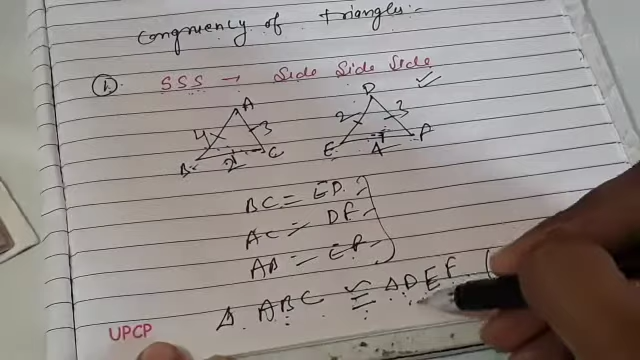 Congruency of Triangles:-
1. SSS → Side Side Side ✓
A D
4 3 2 3
B C E F
2 4
BC = ED
AC = DF
AB = EF
Δ ABC ≅ Δ DEF (
UPCP